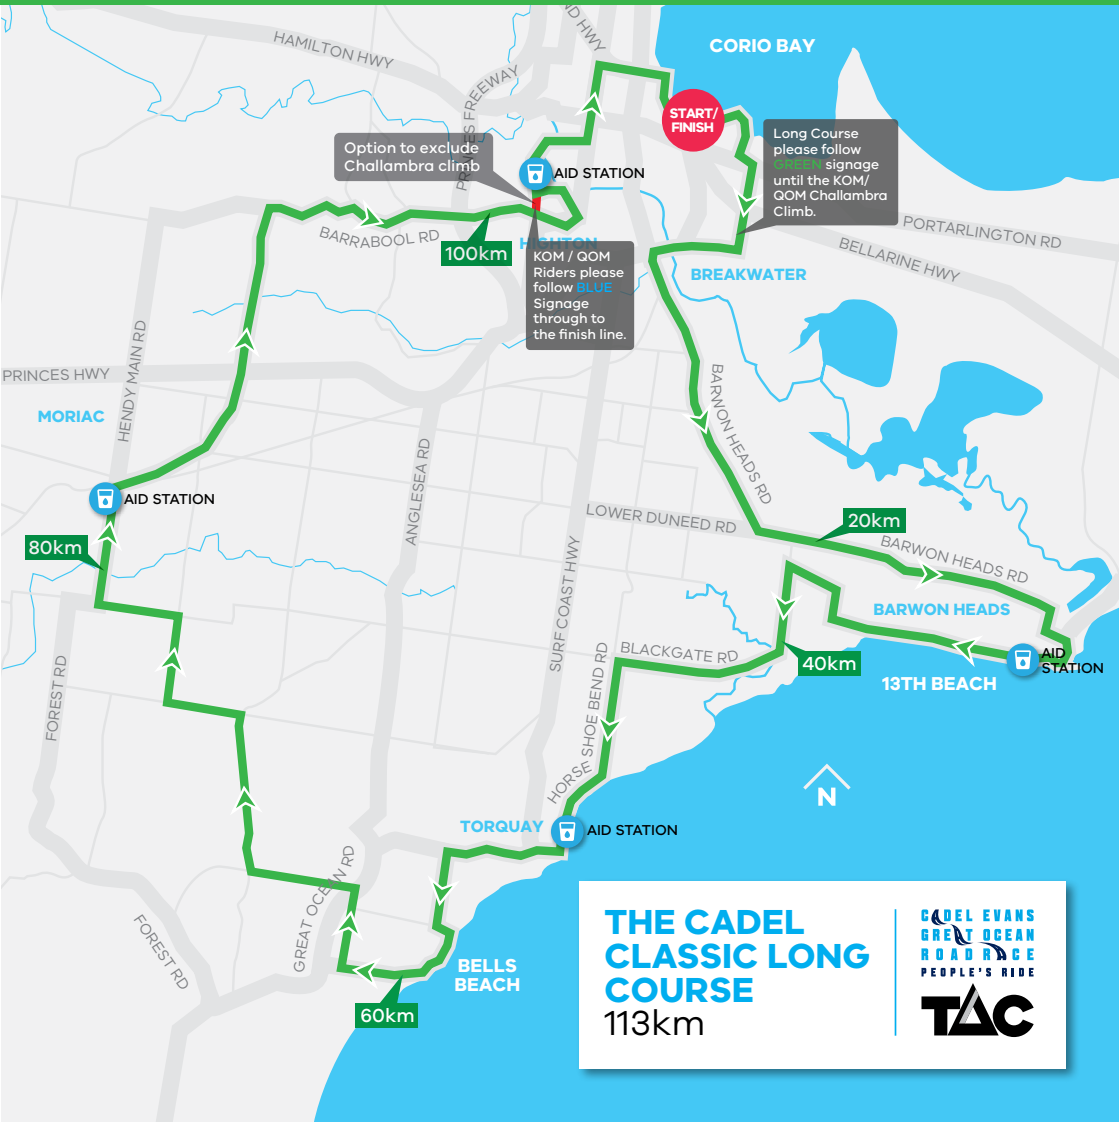 HAMILTON HWY
ND HWY
CORIO BAY
PRINCES FREEWAY
START/
FINISH
Long Course
please follow
GREEN signage
until the KOM/
QOM Challambra
Climb.
Option to exclude
Challambra climb
AID STATION
BARRABOOL RD
100km
HIGHTON
KOM / QOM
Riders please
follow BLUE
Signage
through to
the finish line.
PORTARLINGTON RD
BELLARINE HWY
BREAKWATER
PRINCES HWY
HENDY MAIN RD
MORIAC
BARWON HEADS RD
ANGLESEA RD
AID STATION
LOWER DUNEED RD
20km
80km
BARWON HEADS RD
SURF COAST HWY
BARWON HEADS
BLACKGATE RD
40km
AID
STATION
13TH BEACH
FOREST RD
HORSE SHOE BEND RD
N
TORQUAY
AID STATION
GREAT OCEAN RD
FOREST RD
BELLS
BEACH
60km
THE CADEL
CLASSIC LONG
COURSE
113km
CADEL EVANS
GREAT OCEAN
ROAD RACE
PEOPLE'S RIDE
TAC